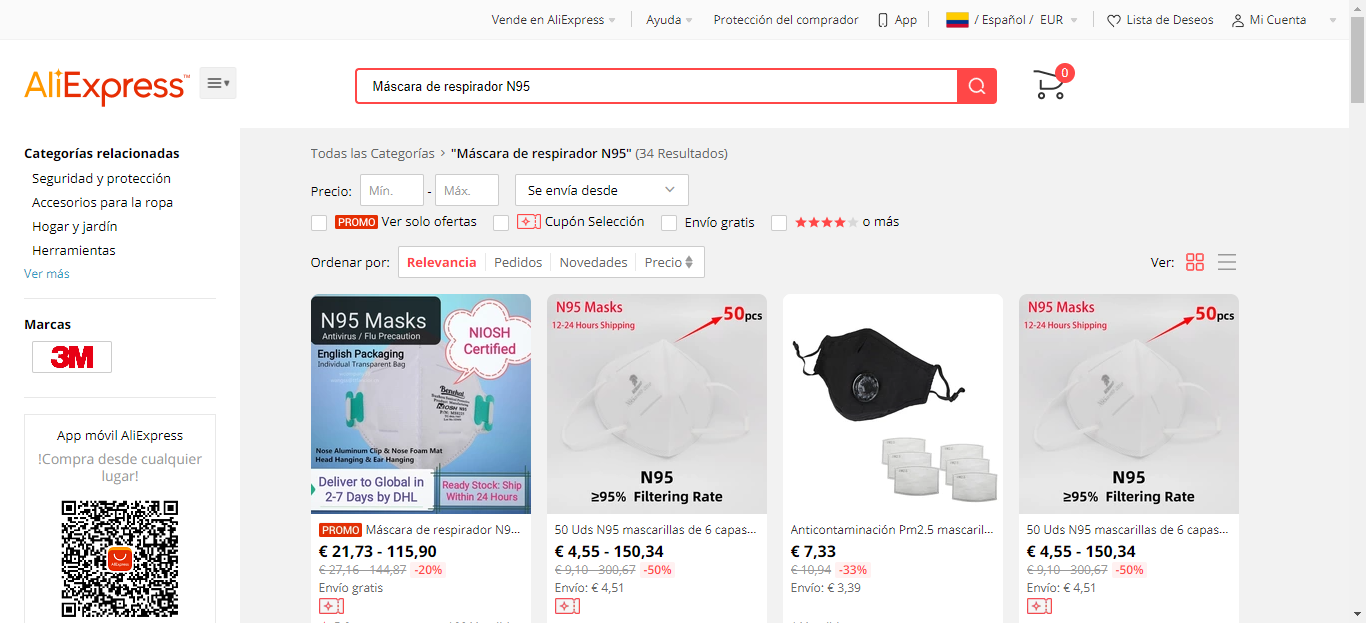 Vende en AliExpress
Ayuda
Protección del comprador
App
/ Español / EUR
Lista de Deseos
Mi Cuenta
AliExpress™
Máscara de respirador N95
0
Categorías relacionadas
Seguridad y protección
Accesorios para la ropa
Hogar y jardín
Herramientas
Ver más
Marcas
3M
App móvil AliExpress
!Compra desde cualquier
lugar!
AliExpress
Todas las Categorías > "Máscara de respirador N95" (34 Resultados)
Precio: Mín. - Máx. Se envía desde
PROMO Ver solo ofertas Cupón Selección Envío gratis o más
Ordenar por: Relevancia Pedidos Novedades Precio
Ver:
N95 Masks
Antivirus / Flu Precaution
NIOSH
Certified
English Packaging
Individual Transparent Bag
Benehal
NIOSH N95
Nose Aluminum Clip & Nose Foam Mat
Head Hanging & Ear Hanging
Deliver to Global in
2-7 Days by DHL
Ready Stock: Ship
Within 24 Hours
PROMO Máscara de respirador N9...
€ 21,73 - 115,90
€ 27,16 - 144,87 -20%
Envío gratis
N95 Masks
12-24 Hours Shipping
50pcs
N95
≥95% Filtering Rate
50 Uds N95 mascarillas de 6 capas...
€ 4,55 - 150,34
€ 9,10 - 300,67 -50%
Envío: € 4,51
Anticontaminación Pm2.5 mascaril...
€ 7,33
€ 10,94 -33%
Envío: € 3,39
N95 Masks
12-24 Hours Shipping
50pcs
N95
≥95% Filtering Rate
50 Uds N95 mascarillas de 6 capas...
€ 4,55 - 150,34
€ 9,10 - 300,67 -50%
Envío: € 4,51